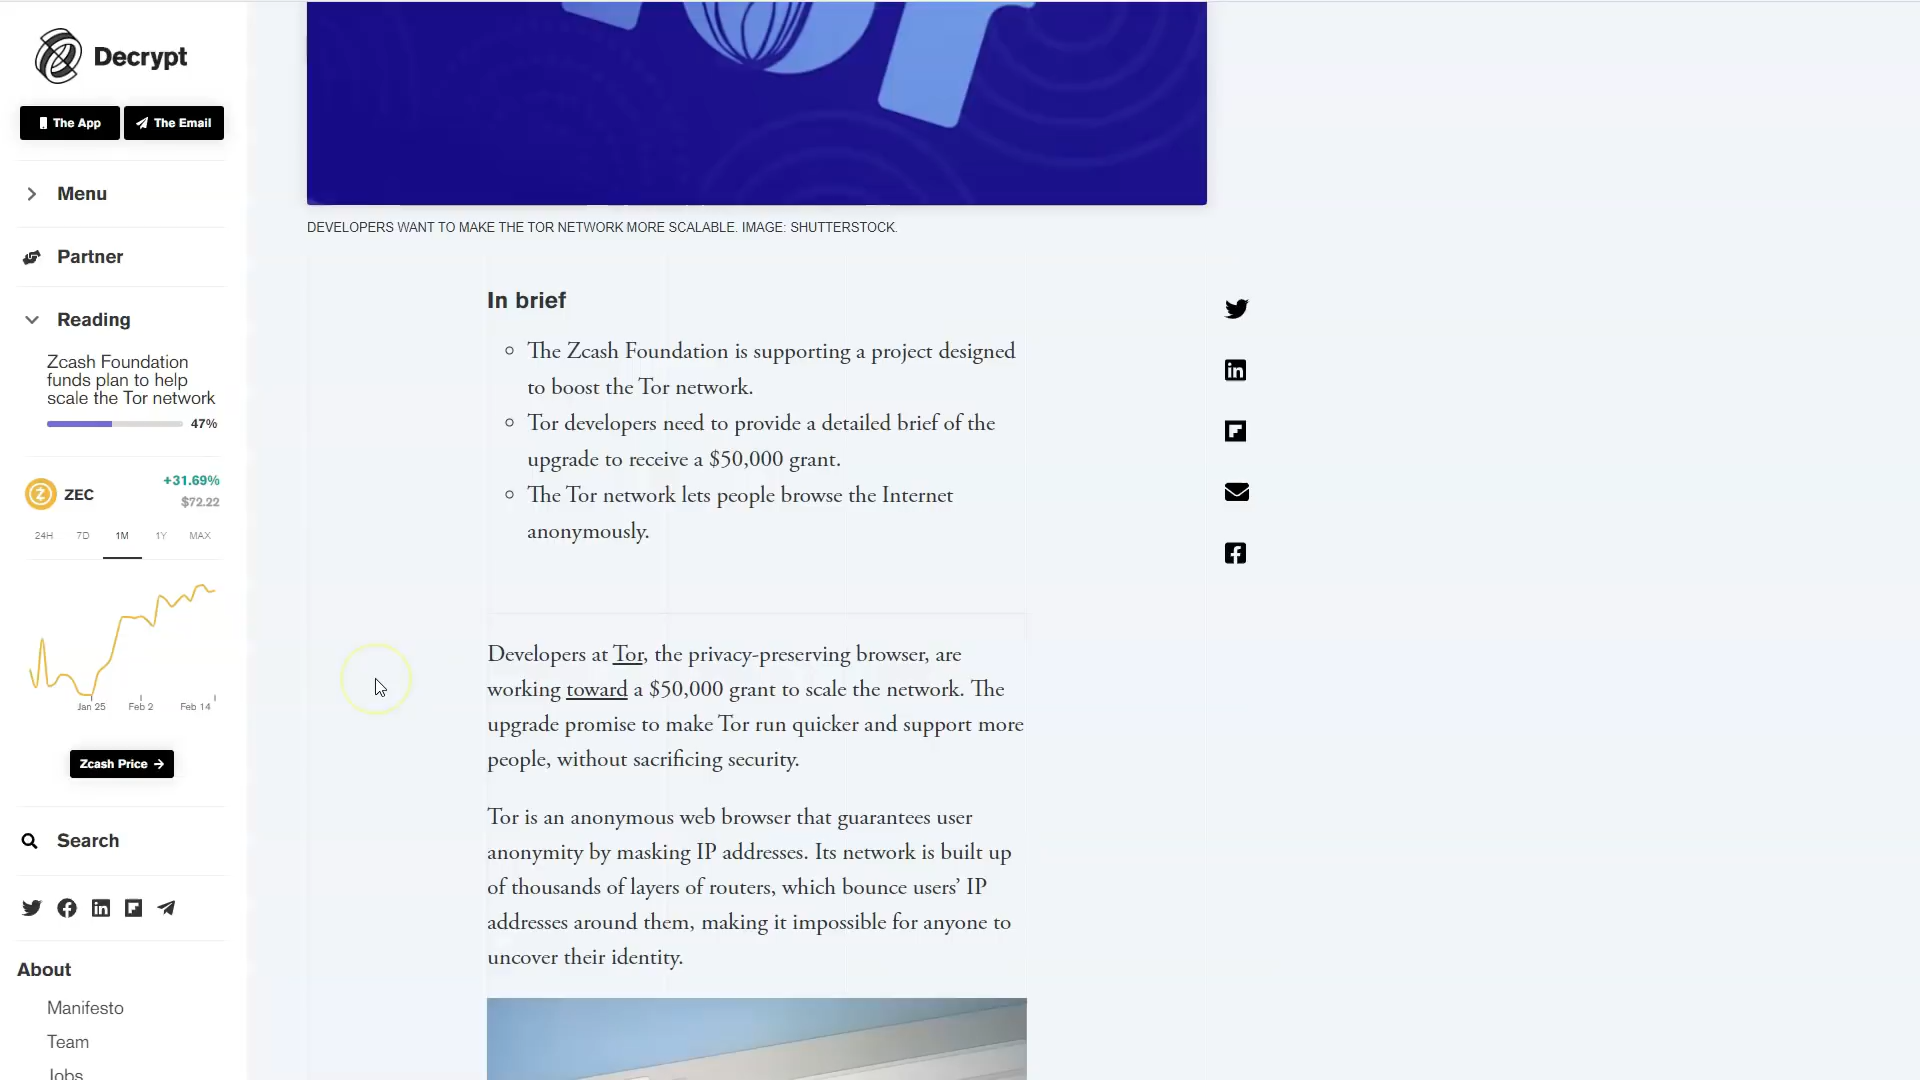 Decrypt
The App
The Email
Menu
Partner
Reading
Zcash Foundation
funds plan to help
scale the Tor network
47%
ZEC
+31.69%
$72.22
24H 7D 1M 1Y MAX
Jan 25 Feb 2 Feb 14
Zcash Price →
Search
About
Manifesto
Team
Jobs
DEVELOPERS WANT TO MAKE THE TOR NETWORK MORE SCALABLE. IMAGE: SHUTTERSTOCK.
In brief
The Zcash Foundation is supporting a project designed
to boost the Tor network.
Tor developers need to provide a detailed brief of the
upgrade to receive a $50,000 grant.
The Tor network lets people browse the Internet
anonymously.
Developers at Tor, the privacy-preserving browser, are
working toward a $50,000 grant to scale the network. The
upgrade promise to make Tor run quicker and support more
people, without sacrificing security.
Tor is an anonymous web browser that guarantees user
anonymity by masking IP addresses. Its network is built up
of thousands of layers of routers, which bounce users’ IP
addresses around them, making it impossible for anyone to
uncover their identity.